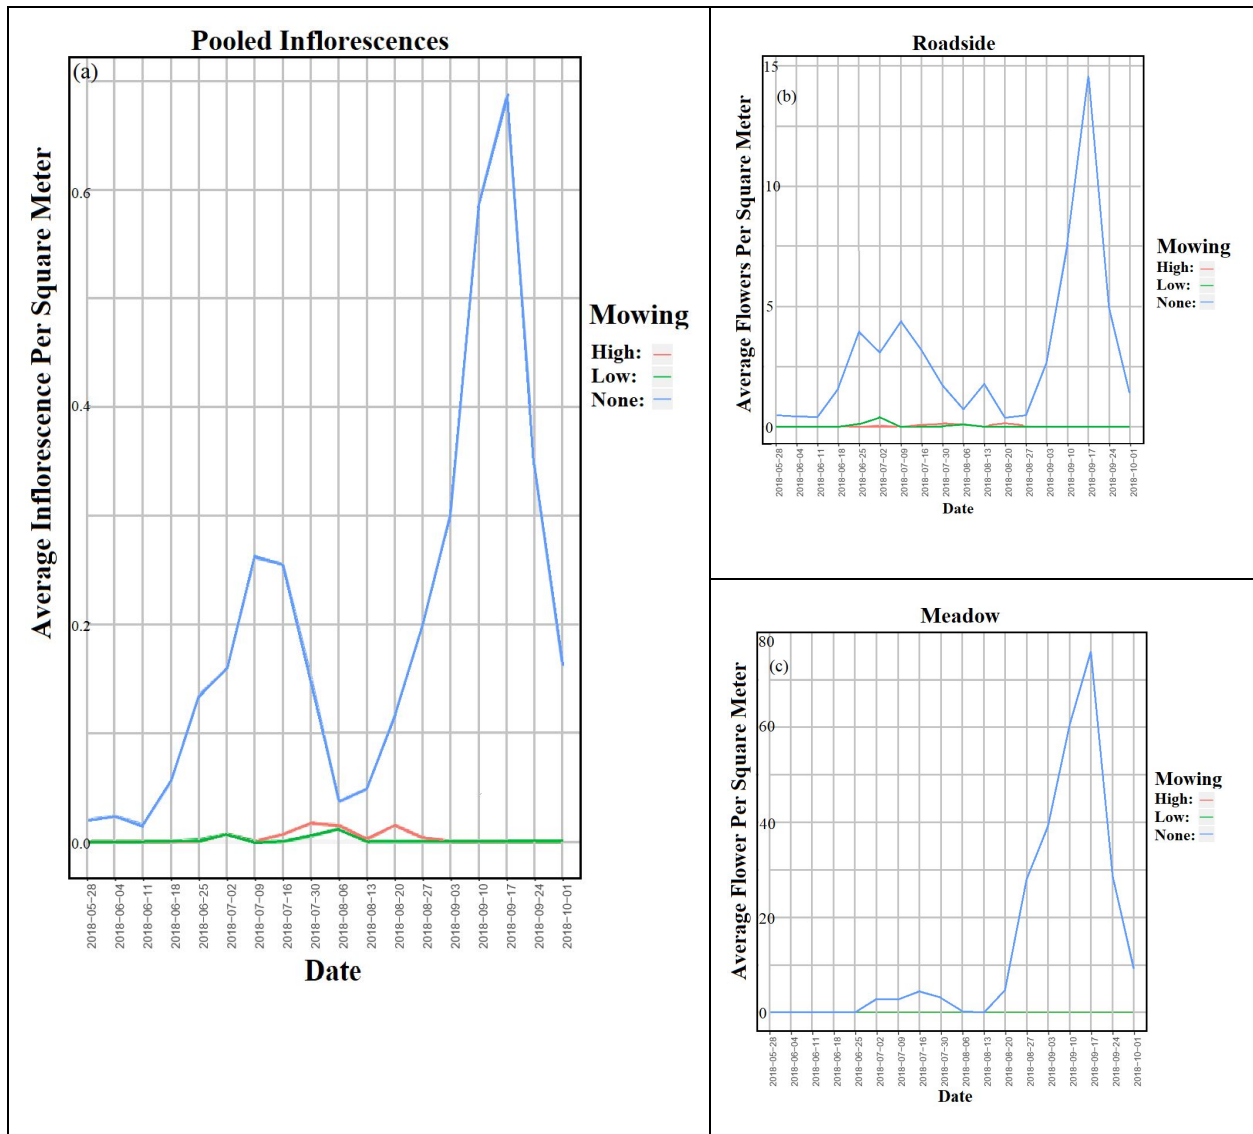 Pooled Inflorescences
(a)
Average Inflorescence Per Square Meter
0.6
0.4
0.2
0.0
2018-05-28
2018-06-04
2018-06-11
2018-06-18
2018-06-25
2018-07-02
2018-07-09
2018-07-16
2018-07-30
2018-08-06
2018-08-13
2018-08-20
2018-08-27
2018-09-03
2018-09-10
2018-09-17
2018-09-24
2018-10-01
Date
Mowing
High:
Low:
None:
Roadside
(b)
Average Flowers Per Square Meter
15
10
5
0
2018-05-28
2018-06-04
2018-06-11
2018-06-18
2018-06-25
2018-07-02
2018-07-09
2018-07-16
2018-07-30
2018-08-06
2018-08-13
2018-08-20
2018-08-27
2018-09-03
2018-09-10
2018-09-17
2018-09-24
2018-10-01
Date
Mowing
High:
Low:
None:
Meadow
(c)
Average Flower Per Square Meter
80
60
40
20
0
2018-05-28
2018-06-04
2018-06-11
2018-06-18
2018-06-25
2018-07-02
2018-07-09
2018-07-16
2018-07-30
2018-08-06
2018-08-13
2018-08-20
2018-08-27
2018-09-03
2018-09-10
2018-09-17
2018-09-24
2018-10-01
Date
Mowing
High:
Low:
None: